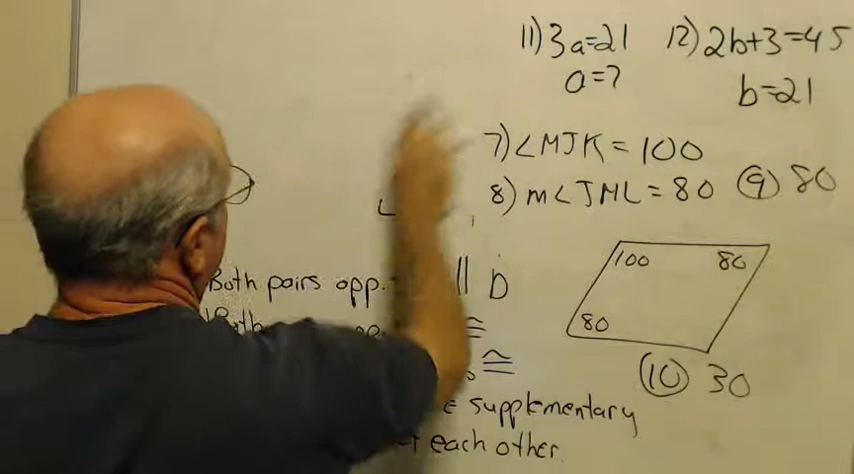 11) 3a=21 12) 2b+3=45
a=7 b=21
7) ∠MJK = 100
8) m∠JML = 80 (9) 80
100 80
80
(10) 30
Both pairs opp. || D
≅
≅
supplementary
each other.